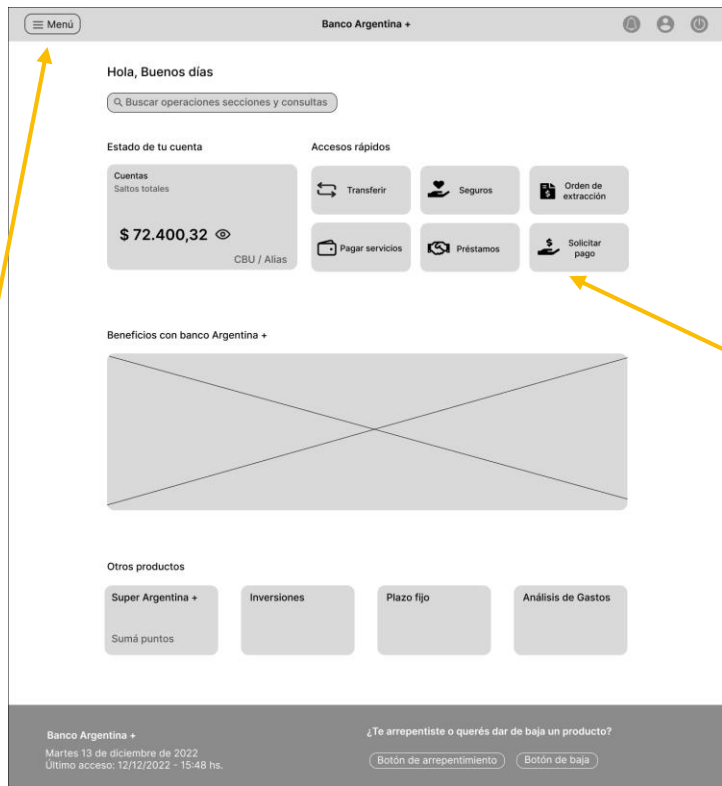 Menú
Banco Argentina +
Hola, Buenos días
Buscar operaciones secciones y consultas
Estado de tu cuenta
Accesos rápidos
Cuentas
Saltos totales
$ 72.400,32
CBU / Alias
Transferir
Seguros
Orden de
extracción
Pagar servicios
Préstamos
Solicitar
pago
Beneficios con banco Argentina +
Otros productos
Super Argentina +
Sumá puntos
Inversiones
Plazo fijo
Análisis de Gastos
Banco Argentina +
Martes 13 de diciembre de 2022
Último acceso: 12/12/2022 - 15:48 hs.
¿Te arrepentiste o querés dar de baja un producto?
Botón de arrepentimiento
Botón de baja